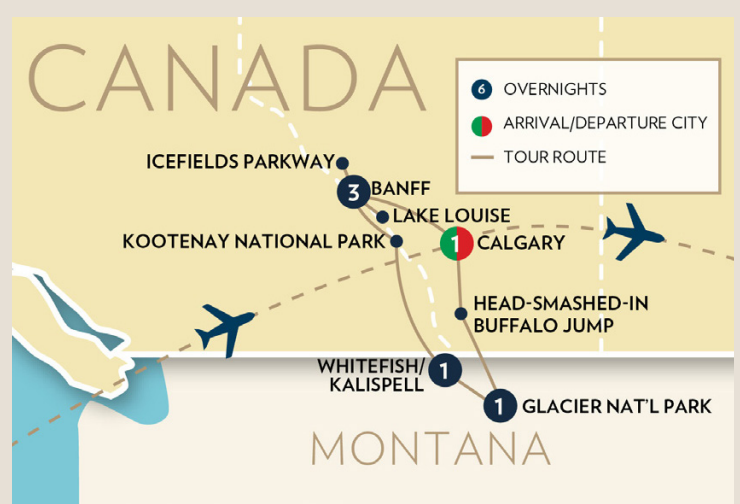 CANADA
6 OVERNIGHTS
ARRIVAL/DEPARTURE CITY
TOUR ROUTE
ICEFIELDS PARKWAY
3 BANFF
LAKE LOUISE
KOOTENAY NATIONAL PARK
1 CALGARY
HEAD-SMASHED-IN
BUFFALO JUMP
WHITEFISH/
KALISPELL
1
1 GLACIER NAT'L PARK
MONTANA